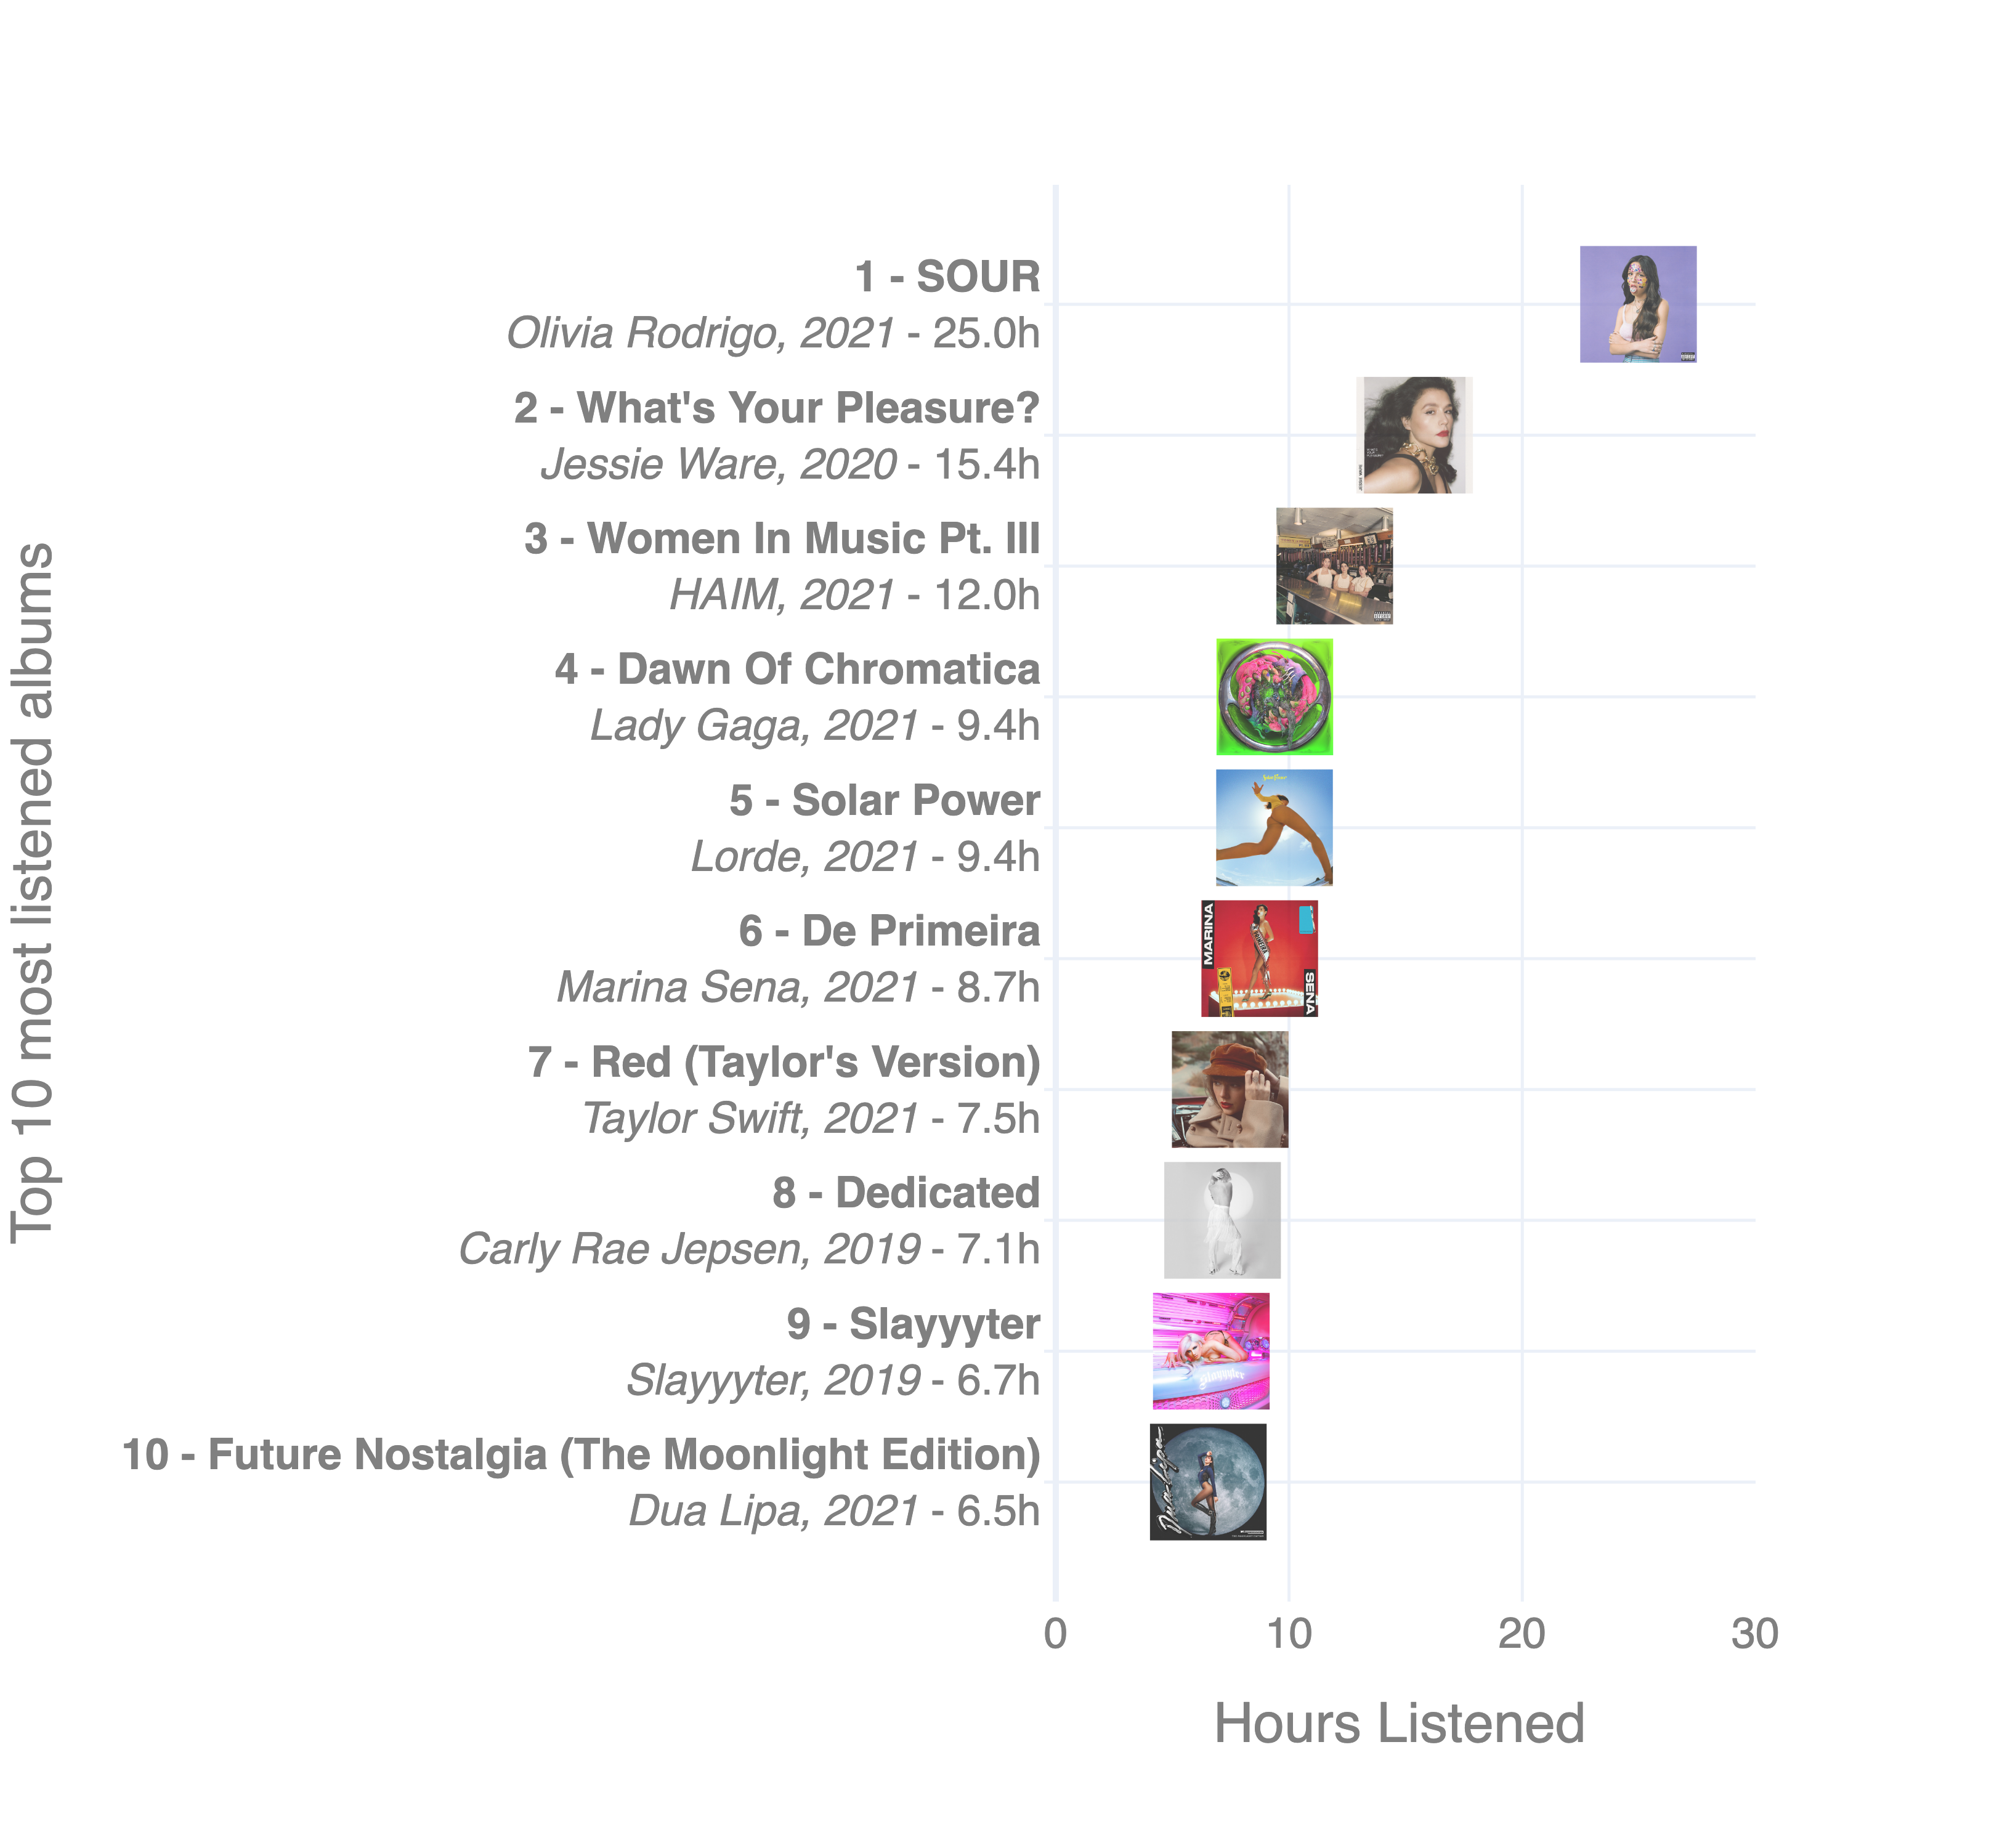 Top 10 most listened albums
1 - SOUR
Olivia Rodrigo, 2021 - 25.0h
2 - What's Your Pleasure?
Jessie Ware, 2020 - 15.4h
3 - Women In Music Pt. III
HAIM, 2021 - 12.0h
4 - Dawn Of Chromatica
Lady Gaga, 2021 - 9.4h
5 - Solar Power
Lorde, 2021 - 9.4h
6 - De Primeira
Marina Sena, 2021 - 8.7h
MARINA
SENA
7 - Red (Taylor's Version)
Taylor Swift, 2021 - 7.5h
8 - Dedicated
Carly Rae Jepsen, 2019 - 7.1h
9 - Slayyyter
Slayyyter, 2019 - 6.7h
Slayyyter
10 - Future Nostalgia (The Moonlight Edition)
Dua Lipa, 2021 - 6.5h
Dua Lipa
0 10 20 30
Hours Listened